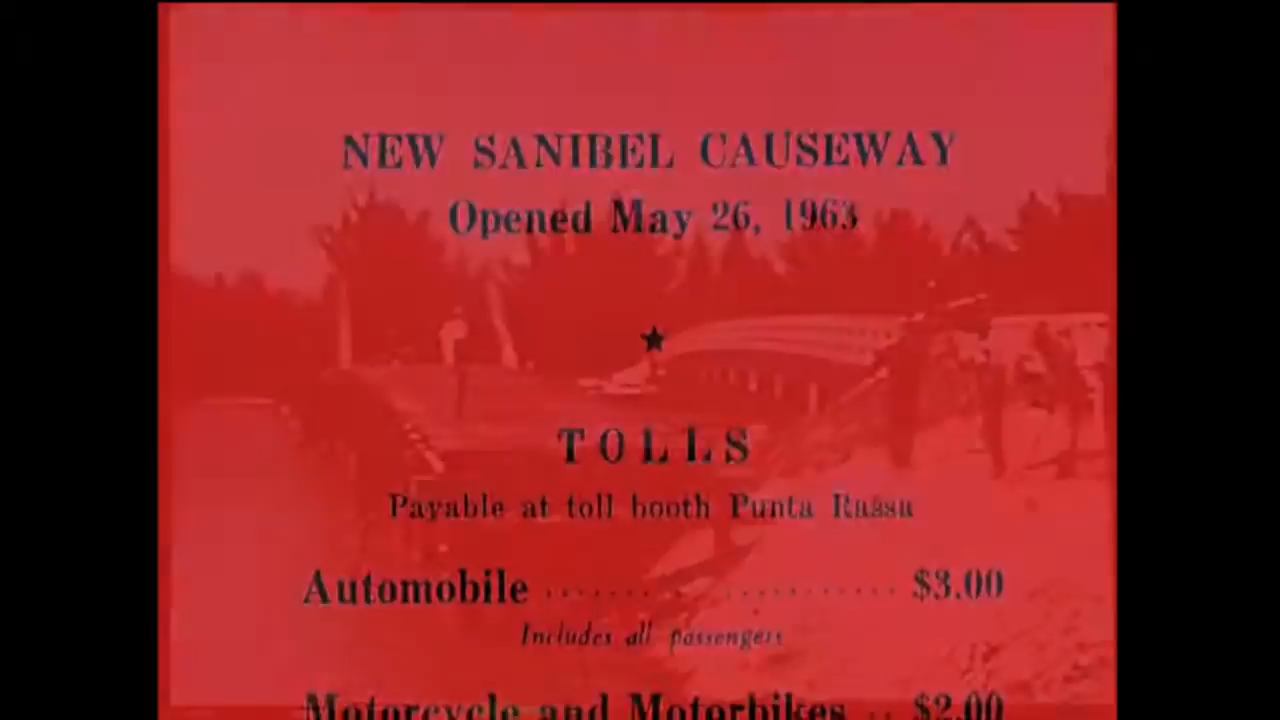 NEW SANIBEL CAUSEWAY
Opened May 26, 1963
★
TOLLS
Payable at toll booth Punta Rassa
Automobile .................... $3.00
Includes all passengers
Motorcycle and Motorbikes .. $2.00